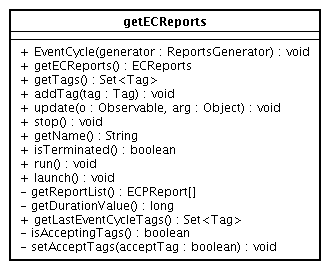 getECReports
+ EventCycle(generator : ReportsGenerator) : void
+ getECReports() : ECReports
+ getTags() : Set<Tag>
+ addTag(tag : Tag) : void
+ update(o : Observable, arg : Object) : void
+ stop() : void
+ getName() : String
+ isTerminated() : boolean
+ run() : void
+ launch() : void
- getReportList() : ECPReport[]
- getDurationValue() : long
+ getLastEventCycleTags() : Set<Tag>
- isAcceptingTags() : boolean
- setAcceptTags(acceptTag : boolean) : void